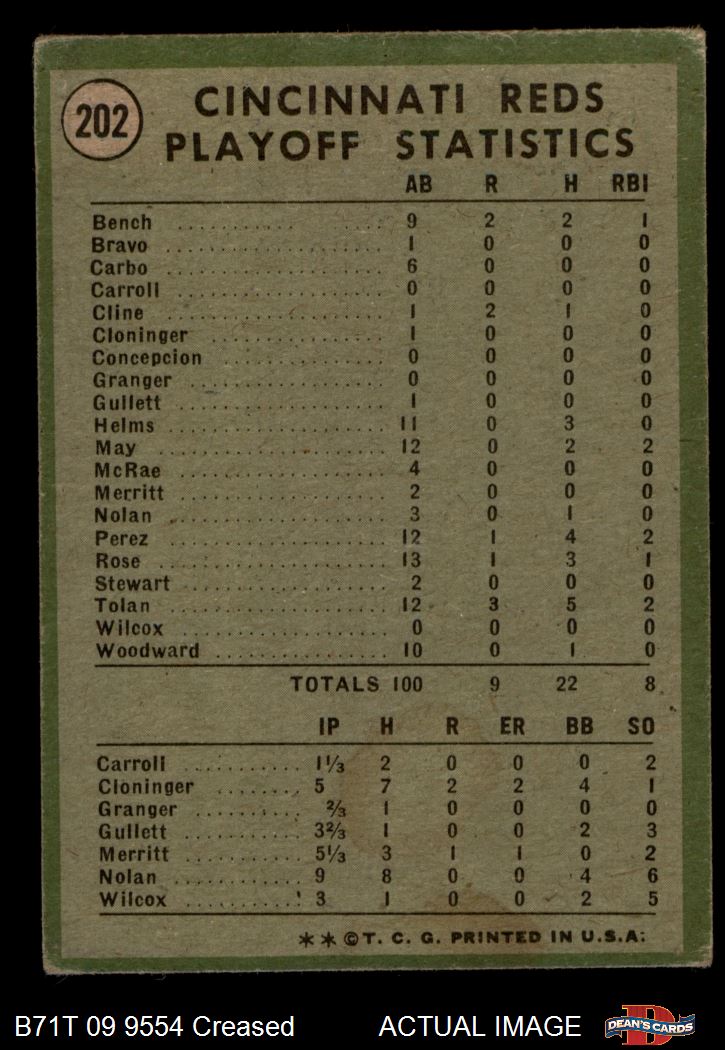 202
CINCINNATI REDS
PLAYOFF STATISTICS
AB R H RBI
Bench .................. 9 2 2 1
Bravo .................. 1 0 0 0
Carbo .................. 6 0 0 0
Carroll .................. 0 0 0 0
Cline .................. 1 2 1 0
Cloninger .................. 1 0 0 0
Concepcion .................. 0 0 0 0
Granger .................. 0 0 0 0
Gullett .................. 1 0 0 0
Helms .................. 11 0 3 0
May .................. 12 0 2 2
McRae .................. 4 0 0 0
Merritt .................. 2 0 0 0
Nolan .................. 3 0 1 0
Perez .................. 12 1 4 2
Rose .................. 13 1 3 1
Stewart .................. 2 0 0 0
Tolan .................. 12 3 5 2
Wilcox .................. 0 0 0 0
Woodward .................. 10 0 1 0
TOTALS 100 9 22 8
IP H R ER BB SO
Carroll ........... 1⅓ 2 0 0 0 2
Cloninger ........ 5 7 2 2 4 1
Granger .......... ⅔ 1 0 0 0 0
Gullett ........... 3⅔ 1 0 0 2 3
Merritt ........... 5⅓ 3 1 1 0 2
Nolan ............ 9 8 0 0 4 6
Wilcox ........... 3 1 0 0 2 5
**©T. C. G. PRINTED IN U.S.A.
B71T 09 9554 Creased ACTUAL IMAGE DEAN'S CARDS